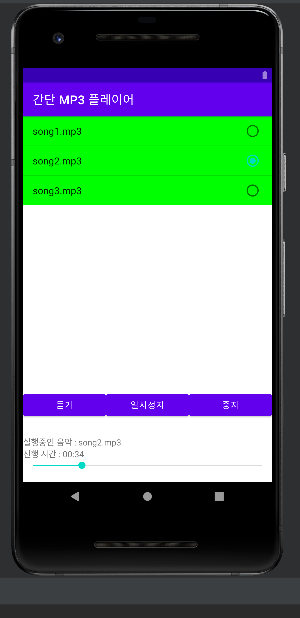 간단 MP3 플레이어
song1.mp3
song2.mp3
song3.mp3
듣기 일시정지 중지
실행중인 음악 : song2.mp3
진행 시간 : 00:34